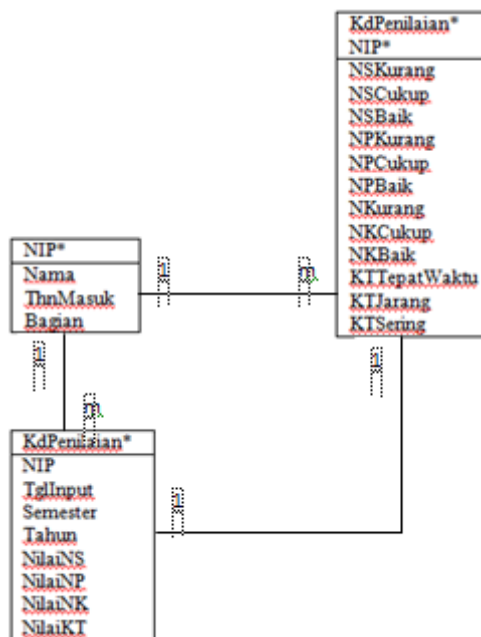 KdPenilaian*
NIP*
NSKurang
NSCukup
NSBaik
NPKurang
NPCukup
NPBaik
NKurang
NKCukup
NKBaik
KTTepatWaktu
KTJarang
KTSering
NIP*
Nama
ThnMasuk
Bagian
1
m
1
m
1
1
KdPenilaian*
NIP
TglInput
Semester
Tahun
NilaiNS
NilaiNP
NilaiNK
NilaiKT